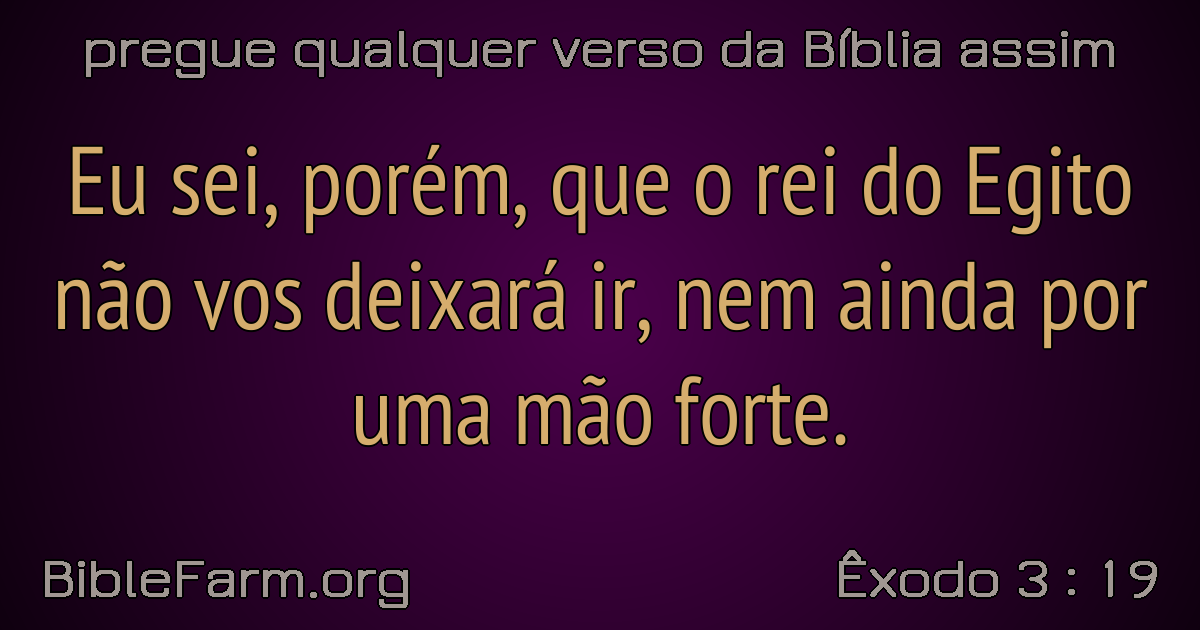 pregue qualquer verso da Bíblia assim
Eu sei, porém, que o rei do Egito
não vos deixará ir, nem ainda por
uma mão forte.
BibleFarm.org
Êxodo 3 : 19